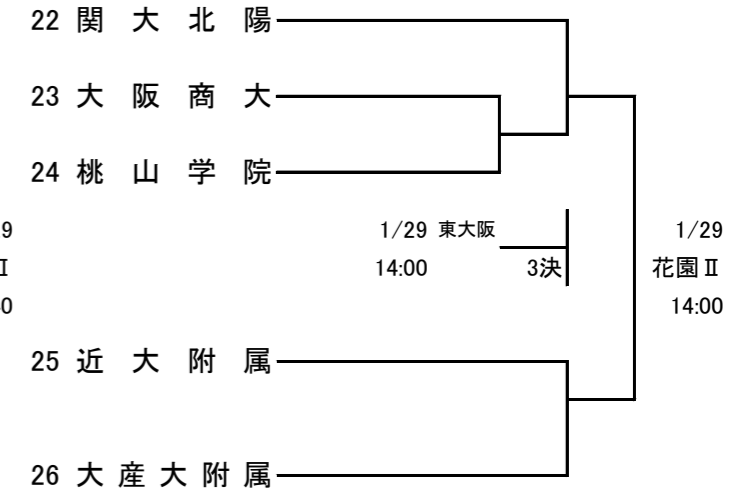 22 関大北陽
23 大阪商大
24 桃山学院
9 1/29 東大阪 1/29
Ⅱ 14:00 3決 花園Ⅱ
0 14:00
25 近大附属
26 大産大附属